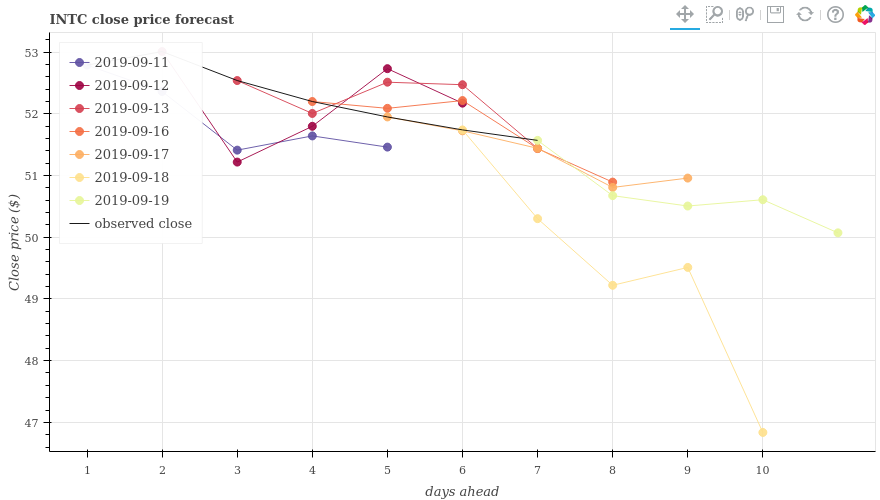 INTC close price forecast
53
52
51
50
49
48
47
Close price ($)
2019-09-11
2019-09-12
2019-09-13
2019-09-16
2019-09-17
2019-09-18
2019-09-19
observed close
1 2 3 4 5 6 7 8 9 10
days ahead